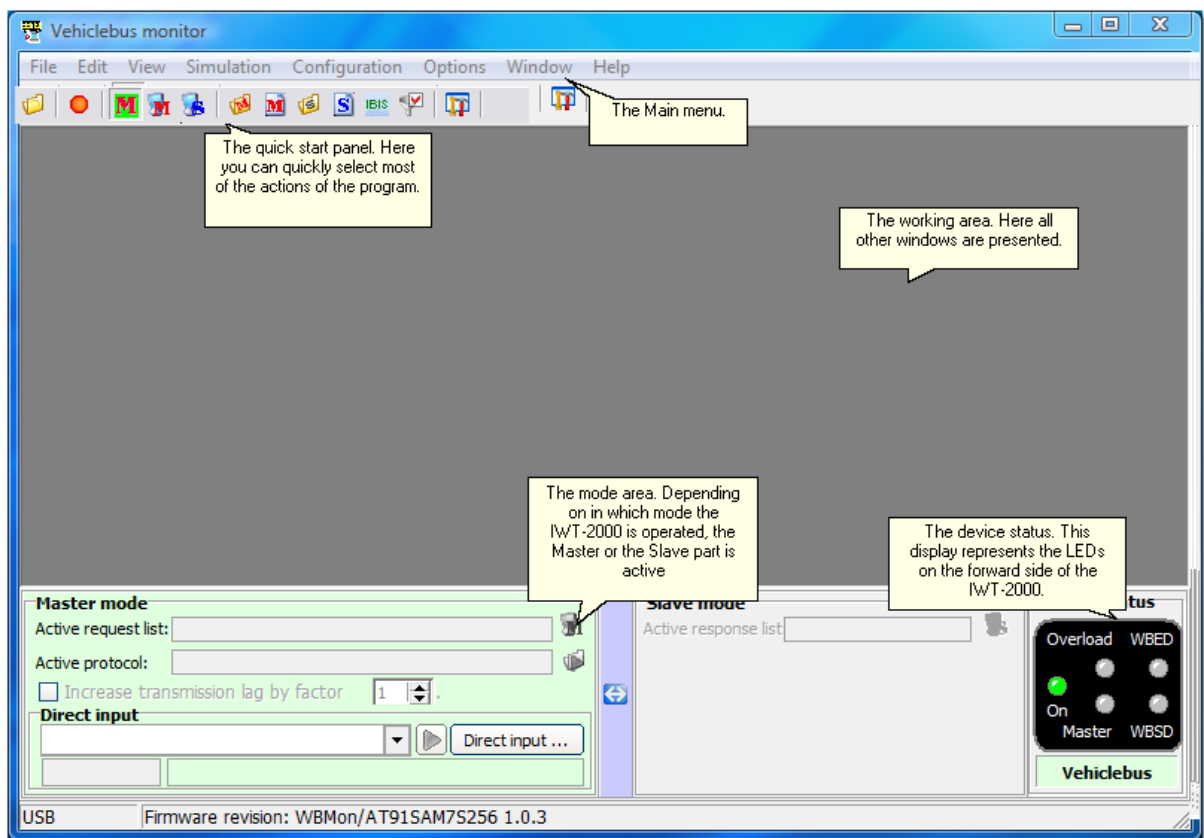 Vehiclebus monitor
File Edit View Simulation Configuration Options Window Help
M M S M M S S IBIS
The Main menu.
The quick start panel. Here
you can quickly select most
of the actions of the program.
The working area. Here all
other windows are presented.
The mode area. Depending
on in which mode the
IWT-2000 is operated, the
Master or the Slave part is
active
The device status. This
display represents the LEDs
on the forward side of the
IWT-2000.
Master mode
Active request list:
Active protocol:
Increase transmission lag by factor 1 .
Direct input
Direct input ...
Slave mode
Active response list
tus
Overload WBED
On
Master WBSD
Vehiclebus
USB Firmware revision: WBMon/AT91SAM7S256 1.0.3